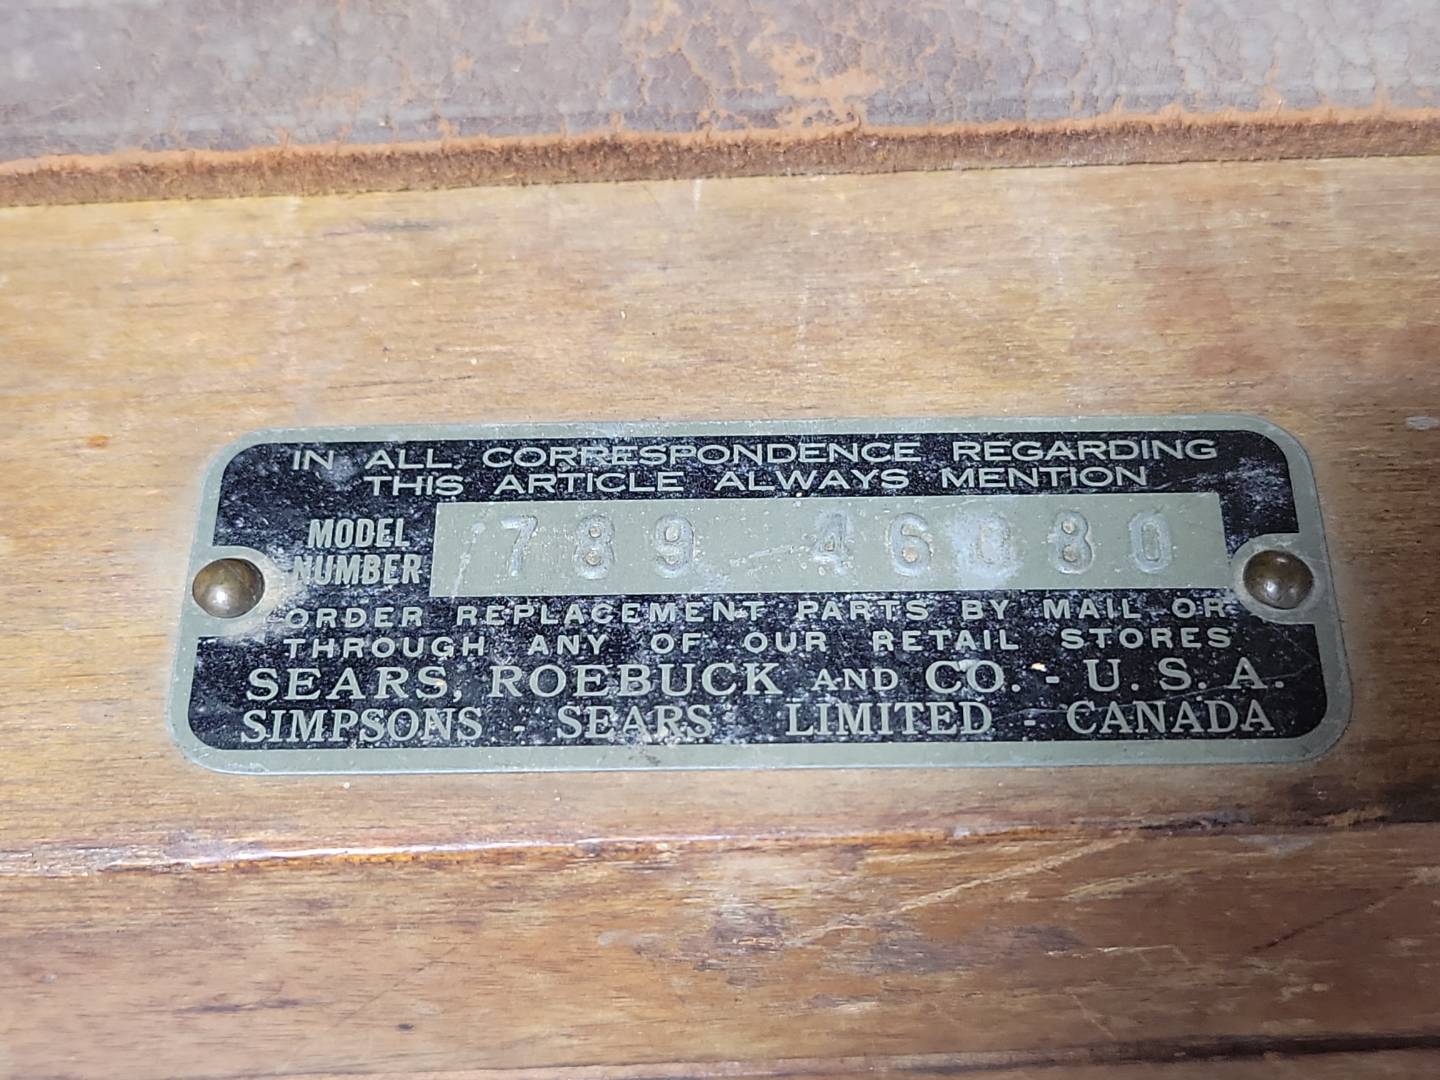 IN ALL CORRESPONDENCE REGARDING
THIS ARTICLE ALWAYS MENTION
MODEL NUMBER 789 46080
ORDER REPLACEMENT PARTS BY MAIL OR
THROUGH ANY OF OUR RETAIL STORES
SEARS, ROEBUCK AND CO. - U. S. A.
SIMPSONS - SEARS LIMITED - CANADA